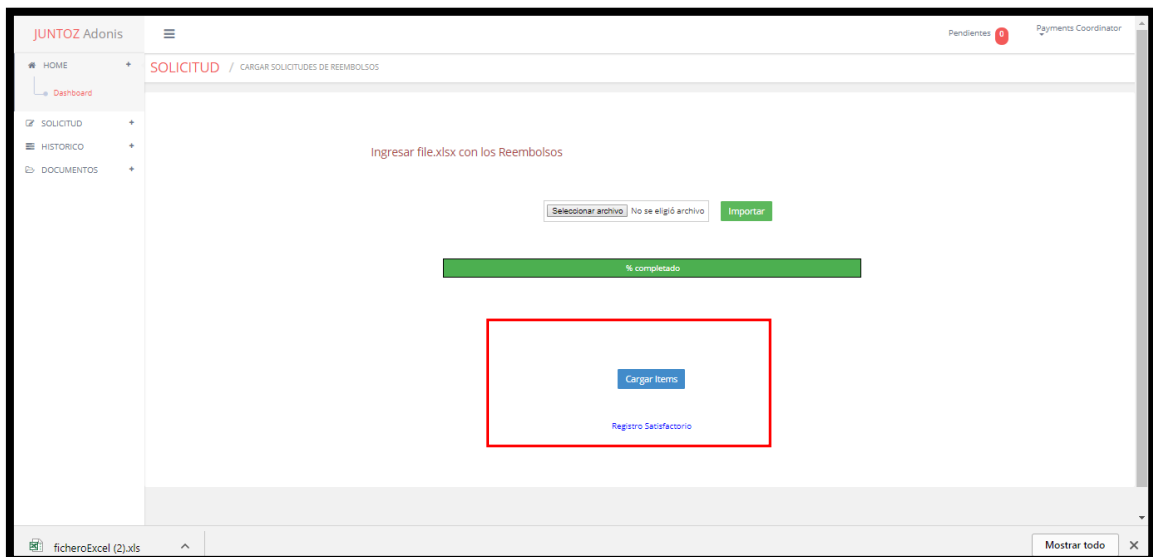 JUNTOZ Adonis
Pendientes 0
Payments Coordinator
HOME +
Dashboard
SOLICITUD +
HISTORICO +
DOCUMENTOS +
SOLICITUD / CARGAR SOLICITUDES DE REEMBOLSOS
Ingresar file.xlsx con los Reembolsos
Seleccionar archivo No se eligió archivo Importar
% completado
Cargar Items
Registro Satisfactorio
ficheroExcel (2).xls
Mostrar todo